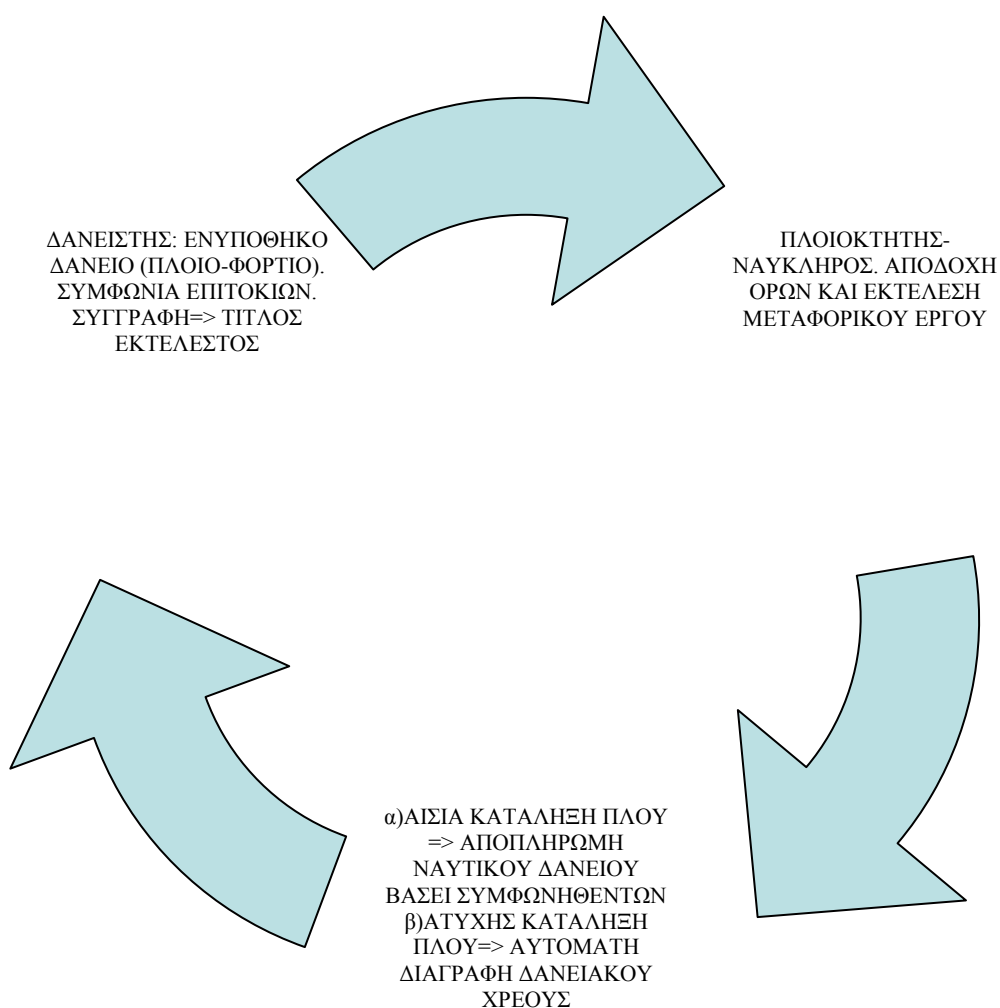 ΔΑΝΕΙΣΤΗΣ: ΕΝΥΠΟΘΗΚΟ
ΔΑΝΕΙΟ (ΠΛΟΙΟ-ΦΟΡΤΙΟ).
ΣΥΜΦΩΝΙΑ ΕΠΙΤΟΚΙΩΝ.
ΣΥΓΓΡΑΦΗ=> ΤΙΤΛΟΣ
ΕΚΤΕΛΕΣΤΟΣ
ΠΛΟΙΟΚΤΗΤΗΣ-
ΝΑΥΚΛΗΡΟΣ. ΑΠΟΔΟΧΗ
ΟΡΩΝ ΚΑΙ ΕΚΤΕΛΕΣΗ
ΜΕΤΑΦΟΡΙΚΟΥ ΕΡΓΟΥ
α)ΑΙΣΙΑ ΚΑΤΑΛΗΞΗ ΠΛΟΥ
=> ΑΠΟΠΛΗΡΩΜΗ
ΝΑΥΤΙΚΟΥ ΔΑΝΕΙΟΥ
ΒΑΣΕΙ ΣΥΜΦΩΝΗΘΕΝΤΩΝ
β)ΑΤΥΧΗΣ ΚΑΤΑΛΗΞΗ
ΠΛΟΥ=> ΑΥΤΟΜΑΤΗ
ΔΙΑΓΡΑΦΗ ΔΑΝΕΙΑΚΟΥ
ΧΡΕΟΥΣ